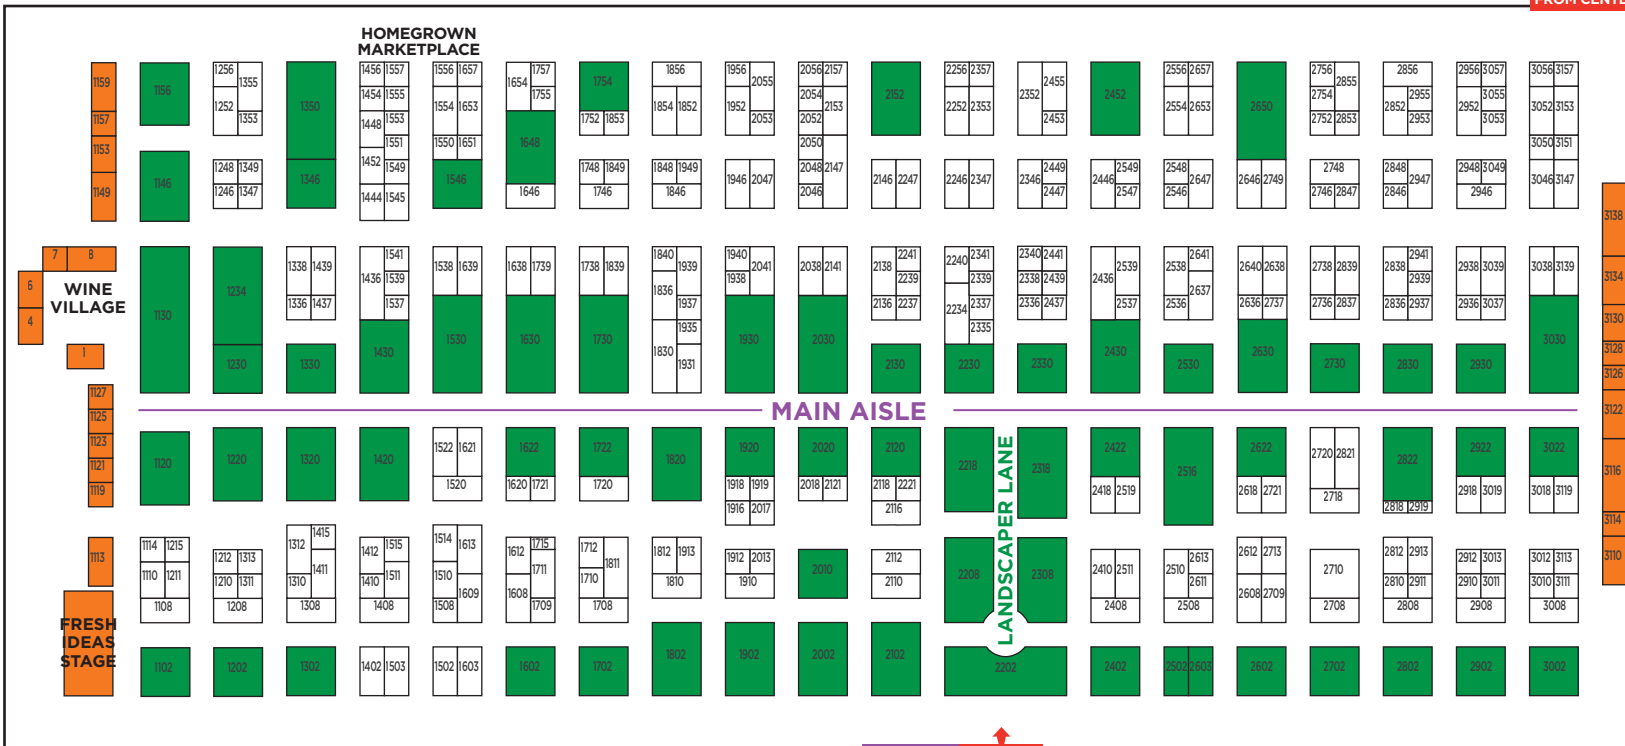 FROM CENTE
HOMEGROWN
MARKETPLACE
1159 1156 1256 1355 1350 1456 1557 1556 1657 1654 1757 1754 1856 1956 2055 2056 2157 2152 2256 2357 2352 2455 2452 2556 2657 2650 2756 2855 2856 2956 3057 3056 3157
1454 1555 1755 2054 2754 2955 3055
1252 1554 1653 1854 1852 1952 2153 2252 2353 2554 2653 2852 2952 3052 3153
1157 1353 1448 1553 1752 1853 2053 2052 2453 2752 2853 2953 3053
1153 1551 1550 1651 1648 2050 3050 3151
1452 1549 1248 1349 1748 1849 1848 1949 2048 2147 2449 2549 2548 2748 2848 2948 3049
1149 1146 1346 1546 1946 2047 2146 2247 2246 2347 2346 2446 2647 2646 2749 2947 3046 3147
1246 1347 1444 1545 1646 1746 1846 2046 2447 2547 2546 2746 2847 2846 2946
3138
7 8
1541 1840 1940 2241 2240 2341 2340 2441 2641 2941
1338 1439 1538 1639 1638 1739 1738 1839 1939 2041 2038 2141 2138 2539 2538 2640 2638 2738 2839 2838 2938 3039 3038 3139
3134
1436 1539 1938 2239 2339 2338 2439 2436 2939
6
WINE
VILLAGE
1234 1836 2637
1336 1437 1537 1937 2136 2237 2234 2337 2336 2437 2537 2536 2636 2737 2736 2837 2836 2937 2936 3037
4
1130 1935 2335 3130
1530 1630 1730 1930 2030 3030
1
1430 1830 2430 2630 3128
1230 1330 1931 2130 2230 2330 2530 2730 2830 2930 3126
1127
MAIN AISLE
1125 3122
1123 1522 1621 1622 1722 1920 2020 2120 2422 2622 2720 2821 2922 3022
1121 1120 1220 1320 1420 1820 2218 2318 2516 2822
3116
1119 1520 1620 1721 1720 1918 1919 2018 2121 2118 2221 2418 2519 2618 2721 2718 2918 3019 3018 3119
1916 2017 2116 2818 2919
3114
LANDSCAPER LANE
1113 1114 1215 1212 1313 1312 1415 1412 1515 1514 1613 1612 1715 1712 1811 1812 1913 1912 2013 2112 2613 2612 2713 2812 2913 2912 3013 3012 3113 3110
1110 1211 1411 1510 1711 2010 2208 2308 2410 2511 2510 2710
1210 1311 1310 1410 1511 1710 1810 1910 2110 2611 2810 2911 2910 3011 3010 3111
1609 1608 2608 2709
1108 1208 1308 1408 1508 1709 1708 2408 2508 2708 2808 2908 3008
FRESH
IDEAS
STAGE
1102 1202 1302 1402 1503 1502 1603 1602 1702 1802 1902 2002 2102 2202 2402 2502 2603 2602 2702 2802 2902 3002